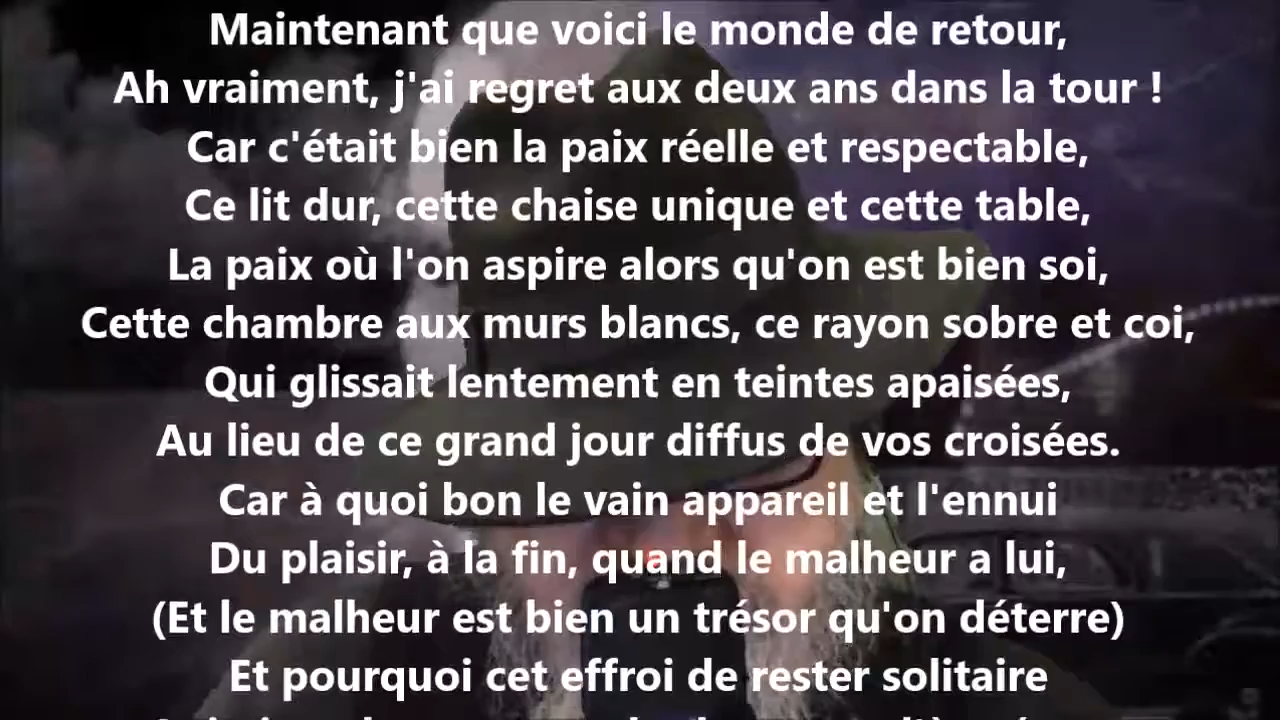 Maintenant que voici le monde de retour,
Ah vraiment, j'ai regret aux deux ans dans la tour !
Car c'était bien la paix réelle et respectable,
Ce lit dur, cette chaise unique et cette table,
La paix où l'on aspire alors qu'on est bien soi,
Cette chambre aux murs blancs, ce rayon sobre et coi,
Qui glissait lentement en teintes apaisées,
Au lieu de ce grand jour diffus de vos croisées.
Car à quoi bon le vain appareil et l'ennui
Du plaisir, à la fin, quand le malheur a lui,
(Et le malheur est bien un trésor qu'on déterre)
Et pourquoi cet effroi de rester solitaire